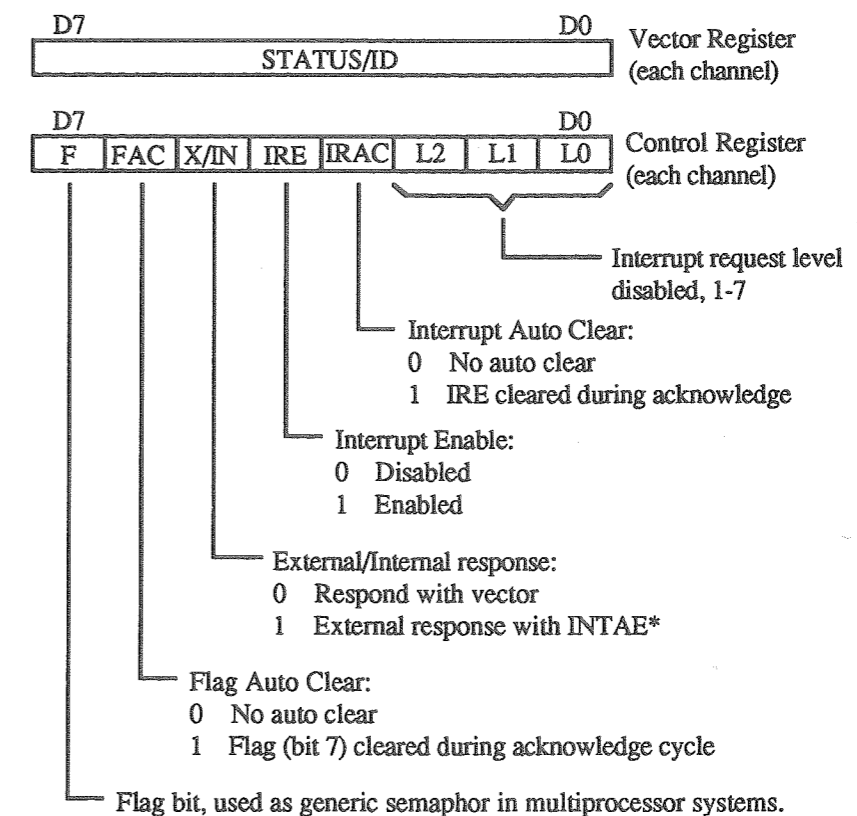 D7 D0
STATUS/ID
Vector Register
(each channel)
D7 D0
F FAC X/IN IRE IRAC L2 L1 L0
Control Register
(each channel)
Interrupt request level
disabled, 1-7
Interrupt Auto Clear:
0 No auto clear
1 IRE cleared during acknowledge
Interrupt Enable:
0 Disabled
1 Enabled
External/Internal response:
0 Respond with vector
1 External response with INTAE*
Flag Auto Clear:
0 No auto clear
1 Flag (bit 7) cleared during acknowledge cycle
Flag bit, used as generic semaphor in multiprocessor systems.